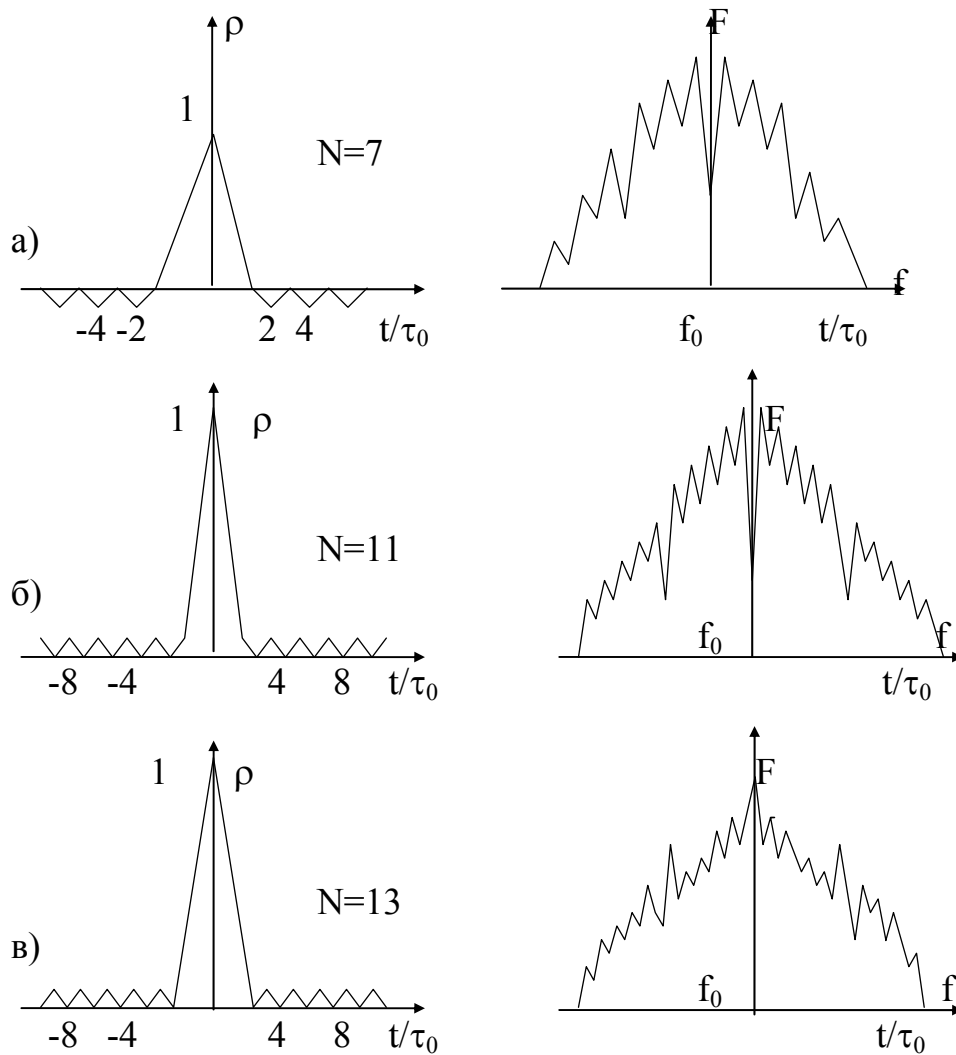 ρ
F
1
N=7
а)
f
-4 -2 2 4 t/τ₀
f₀ t/τ₀
1 ρ
F
N=11
б)
f₀ f
-8 -4 4 8 t/τ₀
t/τ₀
1 ρ
F
N=13
в)
f₀ f
-8 -4 4 8 t/τ₀
t/τ₀